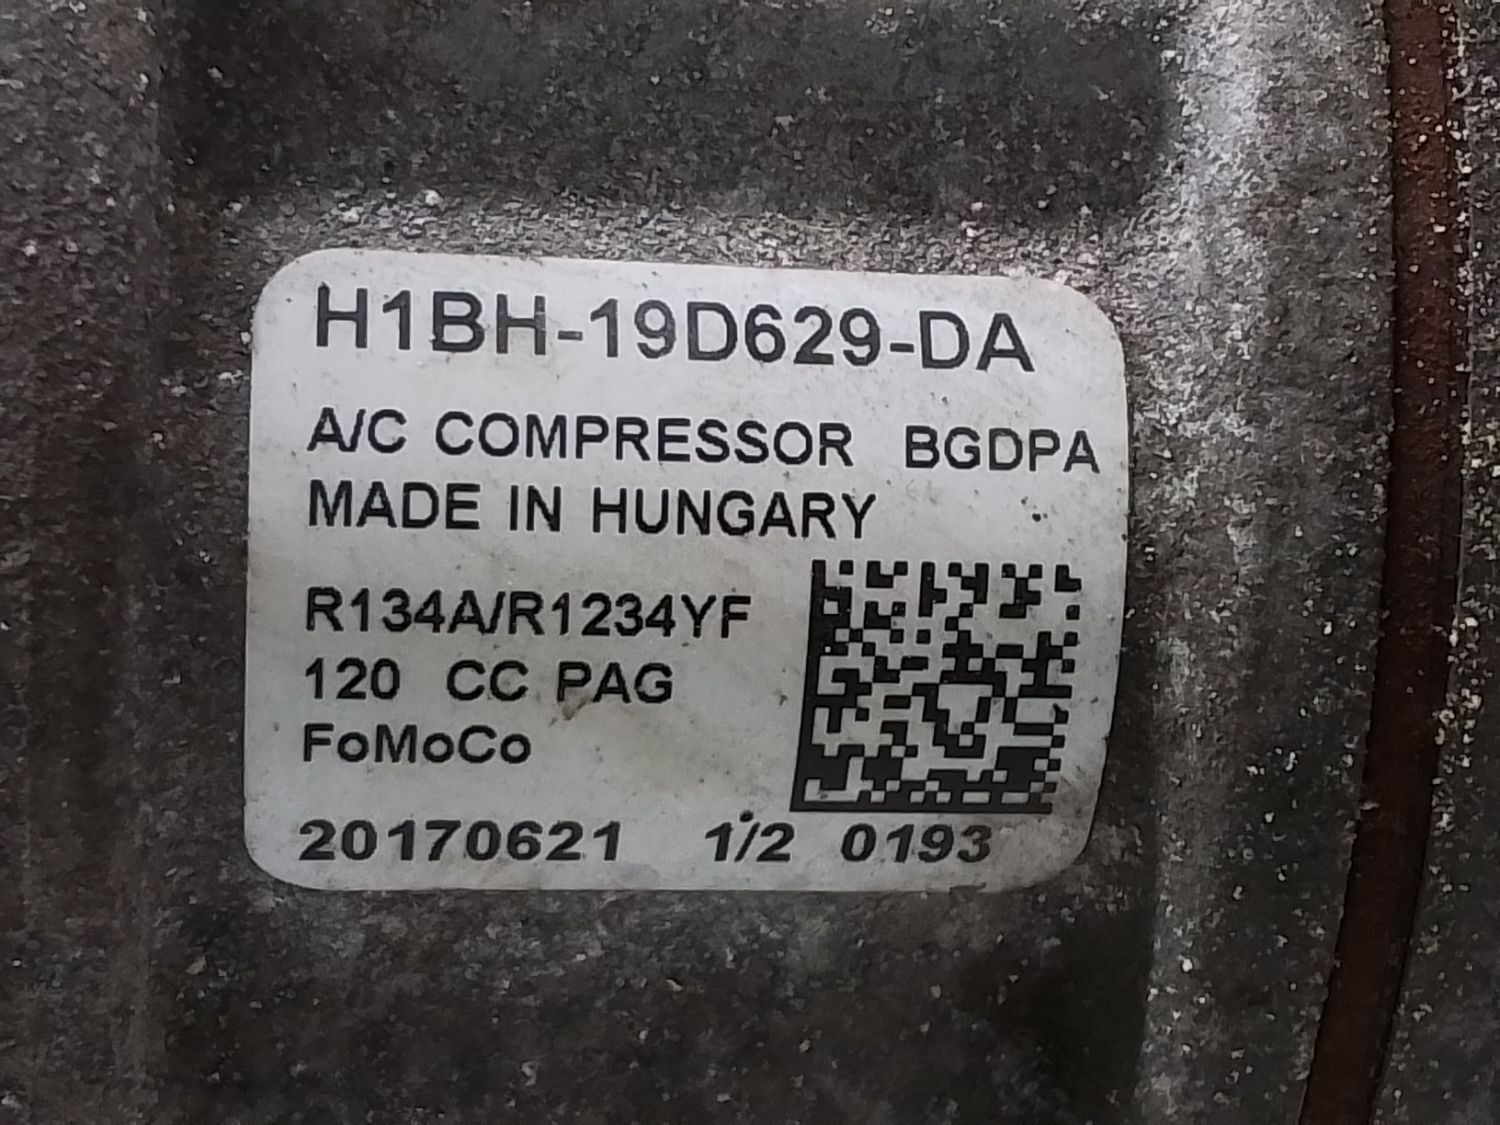 H1BH-19D629-DA
A/C COMPRESSOR BGDPA
MADE IN HUNGARY
R134A/R1234YF
120 CC PAG
FoMoCo
20170621 1/2 0193